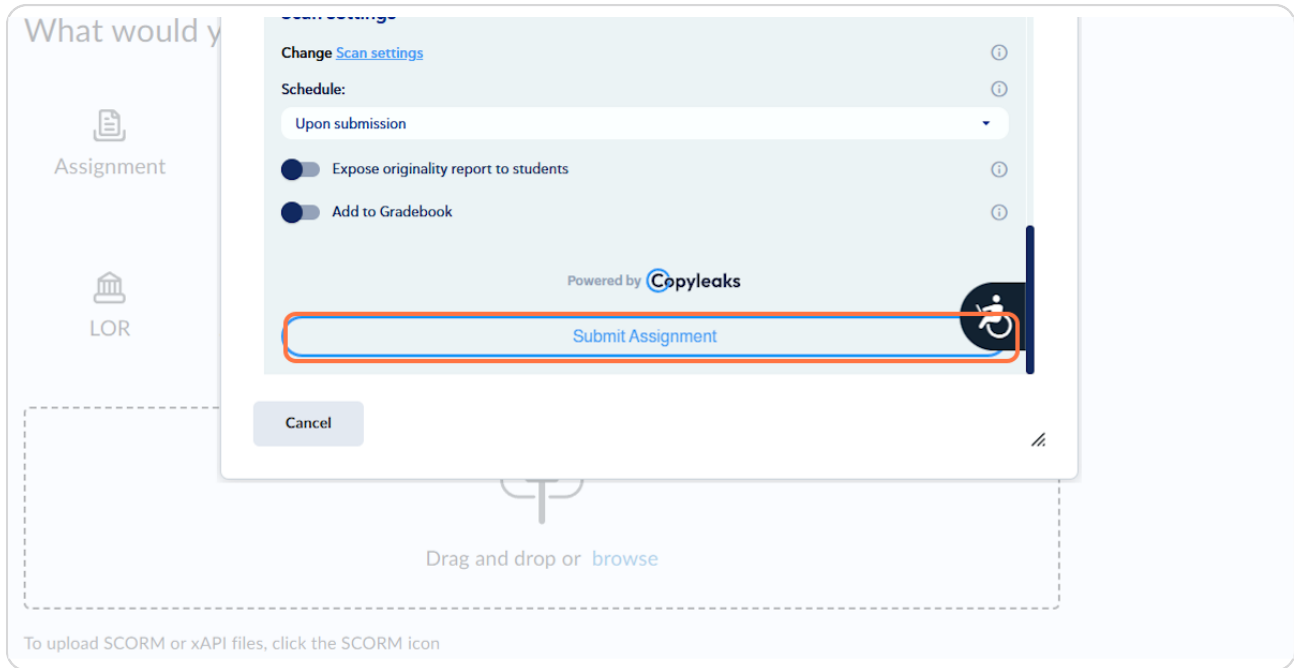 What would y
Scan settings
Change Scan settings
Schedule:
Upon submission
Assignment
Expose originality report to students
Add to Gradebook
Powered by Copyleaks
LOR
Submit Assignment
Cancel
Drag and drop or browse
To upload SCORM or xAPI files, click the SCORM icon